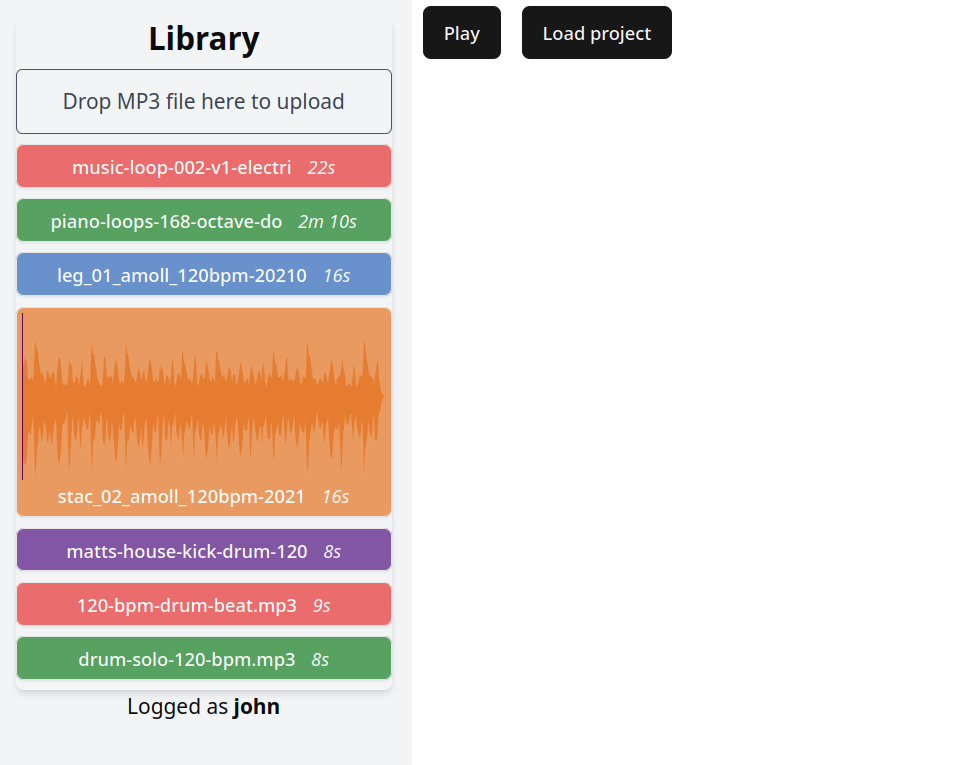 Library
Drop MP3 file here to upload
music-loop-002-v1-electri 22s
piano-loops-168-octave-do 2m 10s
leg_01_amoll_120bpm-20210 16s
stac_02_amoll_120bpm-2021 16s
matts-house-kick-drum-120 8s
120-bpm-drum-beat.mp3 9s
drum-solo-120-bpm.mp3 8s
Logged as john
Play
Load project